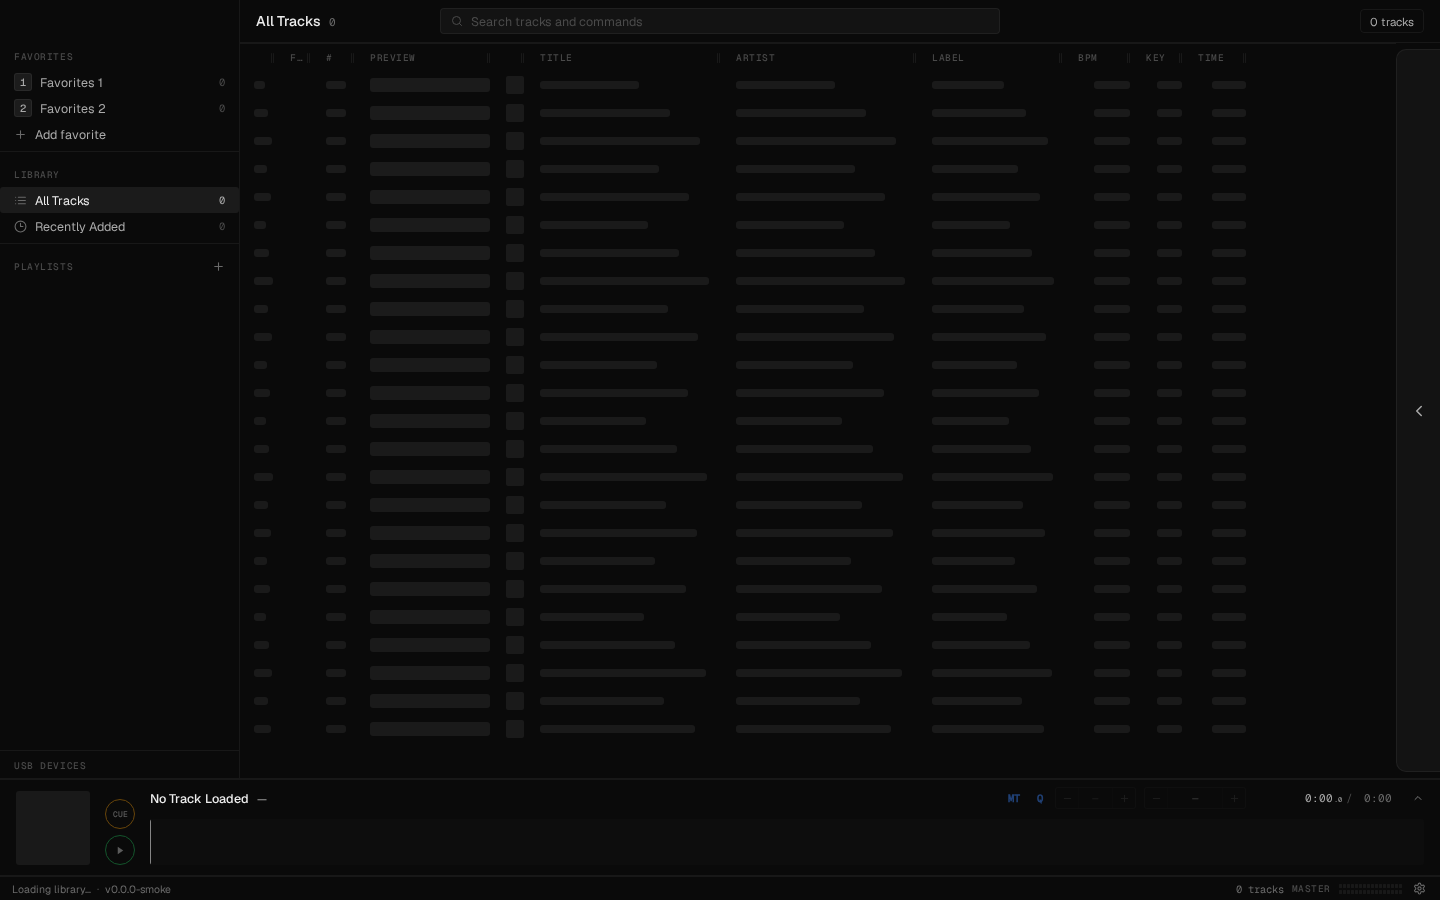 All Tracks 0
Search tracks and commands
0 tracks
FAVORITES
1 Favorites 1 0
2 Favorites 2 0
+ Add favorite
LIBRARY
All Tracks 0
Recently Added 0
PLAYLISTS +
USB DEVICES
F… # PREVIEW TITLE ARTIST LABEL BPM KEY TIME
CUE
No Track Loaded —
MT Q — — + — — +
0:00.0 / 0:00
Loading library… · v0.0.0-smoke
0 tracks MASTER